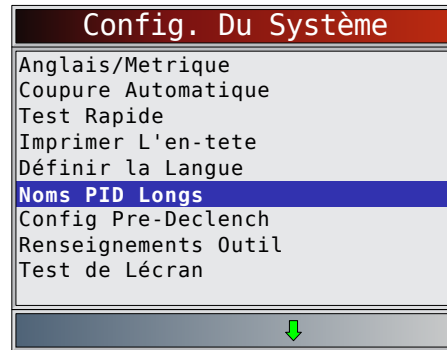 Config. Du Système
Anglais/Metrique
Coupure Automatique
Test Rapide
Imprimer L'en-tete
Définir la Langue
Noms PID Longs
Config Pre-Declench
Renseignements Outil
Test de Lécran